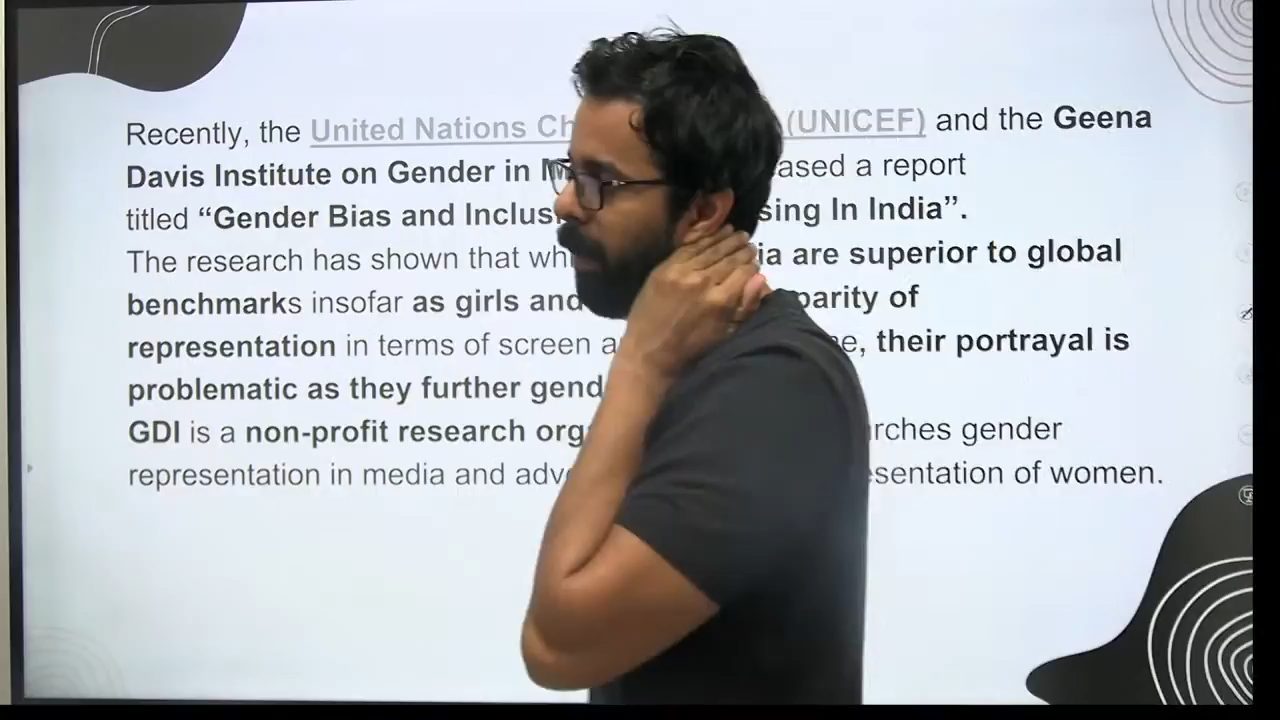 Recently, the United Nations Ch (UNICEF) and the Geena
Davis Institute on Gender in M ased a report
titled “Gender Bias and Inclus sing In India”.
The research has shown that wh ia are superior to global
benchmarks insofar as girls and parity of
representation in terms of screen a e, their portrayal is
problematic as they further gend
GDI is a non-profit research org rches gender
representation in media and adv esentation of women.